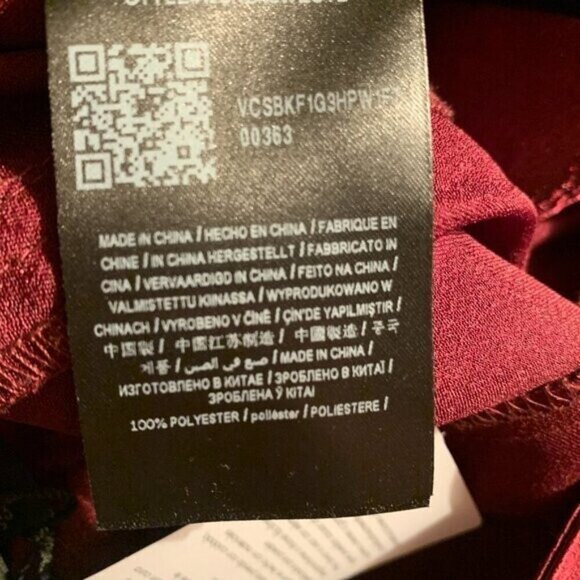 VCSBKF1G3HPW1F
00363
MADE IN CHINA / HECHO EN CHINA / FABRIQUE EN
CHINE / IN CHINA HERGESTELLT / FABBRICATO IN
CINA / VERVAARDIGD IN CHINA / FEITO NA CHINA /
VALMISTETTU KIINASSA / WYPRODUKOWANO W
CHINACH / VYROBENO V ČÍNĚ / ÇİN'DE YAPILMIŞTIR /
中国製 / 中国江苏制造 / 中國製造 / 중국
제품 / صنع في الصين / MADE IN CHINA /
ИЗГОТОВЛЕНО В КИТАЕ / ЗРОБЛЕНО В КИТАЇ /
ЗРОБЛЕНА Ў КІТАІ
100% POLYESTER / poliéster / POLIESTERE /